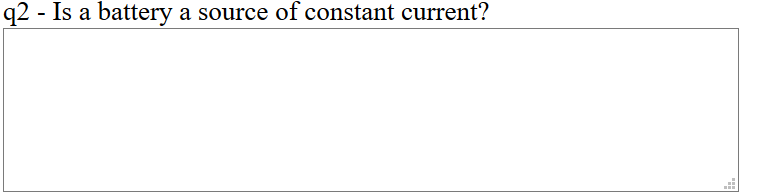 q2 - Is a battery a source of constant current?